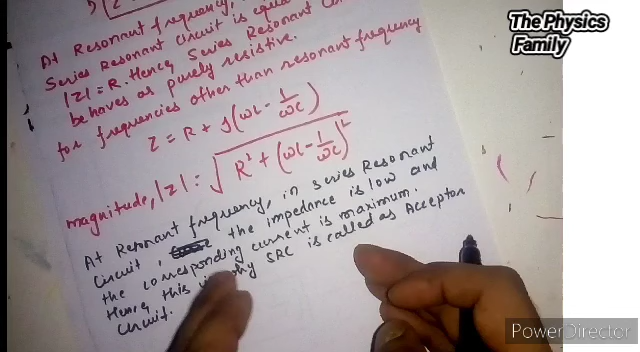 At Resonant frequency,
Series Resonant circuit is equal
|Z| = R. Hence Series Resonant
behaves as purely resistive.
for frequencies other than resonant frequency
Z = R + j(ωL - 1/ωC)
magnitude, |Z| = √(R² + (ωL - 1/ωC)²)
At Resonant frequency, in series Resonant
circuit, the impedance is low and
the corresponding current is maximum.
Hence this is why SRC is called as Acceptor
circuit.
The Physics
Family
PowerDirector